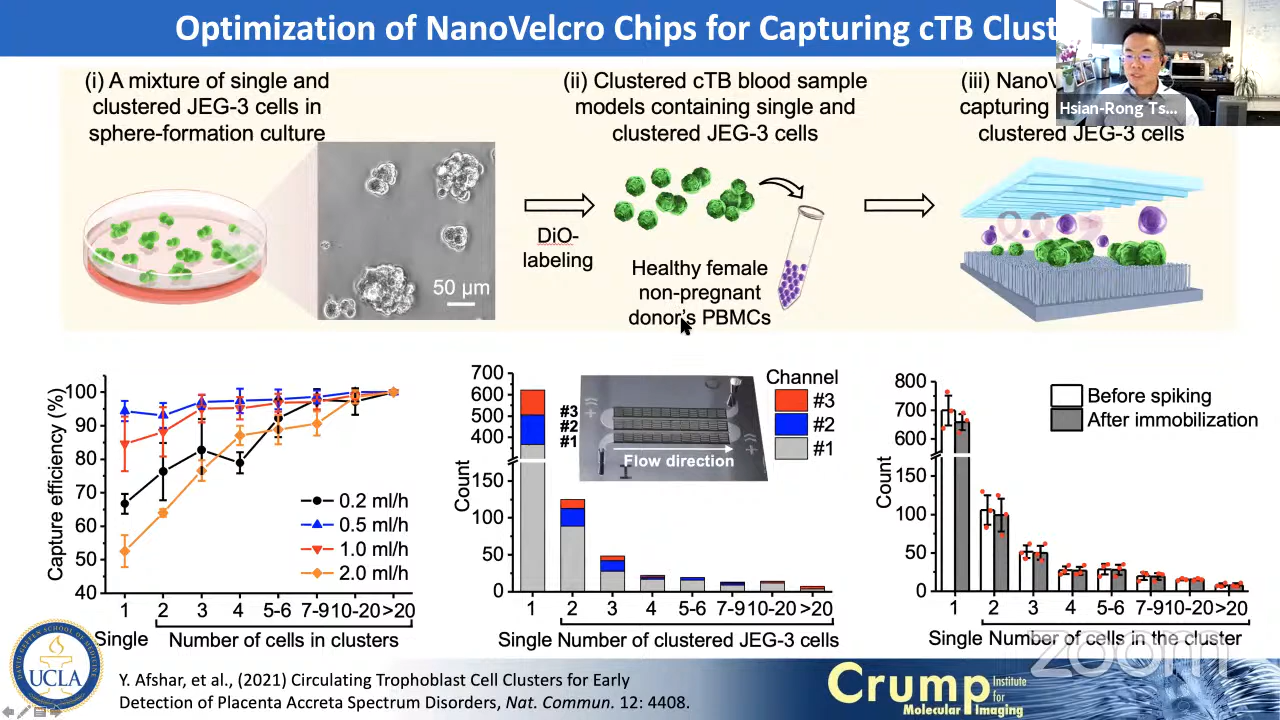 Optimization of NanoVelcro Chips for Capturing cTB Clust
Hsian-Rong Ts...
(i) A mixture of single and
clustered JEG-3 cells in
sphere-formation culture
50 μm
DiO-
labeling
(ii) Clustered cTB blood sample
models containing single and
clustered JEG-3 cells
Healthy female
non-pregnant
donor's PBMCs
(iii) NanoV
capturing
clustered JEG-3 cells
Capture efficiency (%)
100
90
80
70
60
50
40
0.2 ml/h
0.5 ml/h
1.0 ml/h
2.0 ml/h
1 2 3 4 5-6 7-9 10-20 >20
Single Number of cells in clusters
Count
700
600
500
400
150
100
50
0
#3
#2
#1
Flow direction
Channel
#3
#2
#1
1 2 3 4 5-6 7-9 10-20 >20
Single Number of clustered JEG-3 cells
Count
800
700
600
150
100
50
0
Before spiking
After immobilization
1 2 3 4 5-6 7-9 10-20 >20
Single Number of cells in the cluster
zoom
DAVID GEFFEN SCHOOL OF MEDICINE
UCLA
Y. Afshar, et al., (2021) Circulating Trophoblast Cell Clusters for Early
Detection of Placenta Accreta Spectrum Disorders, Nat. Commun. 12: 4408.
Crump Institute
for
Molecular Imaging